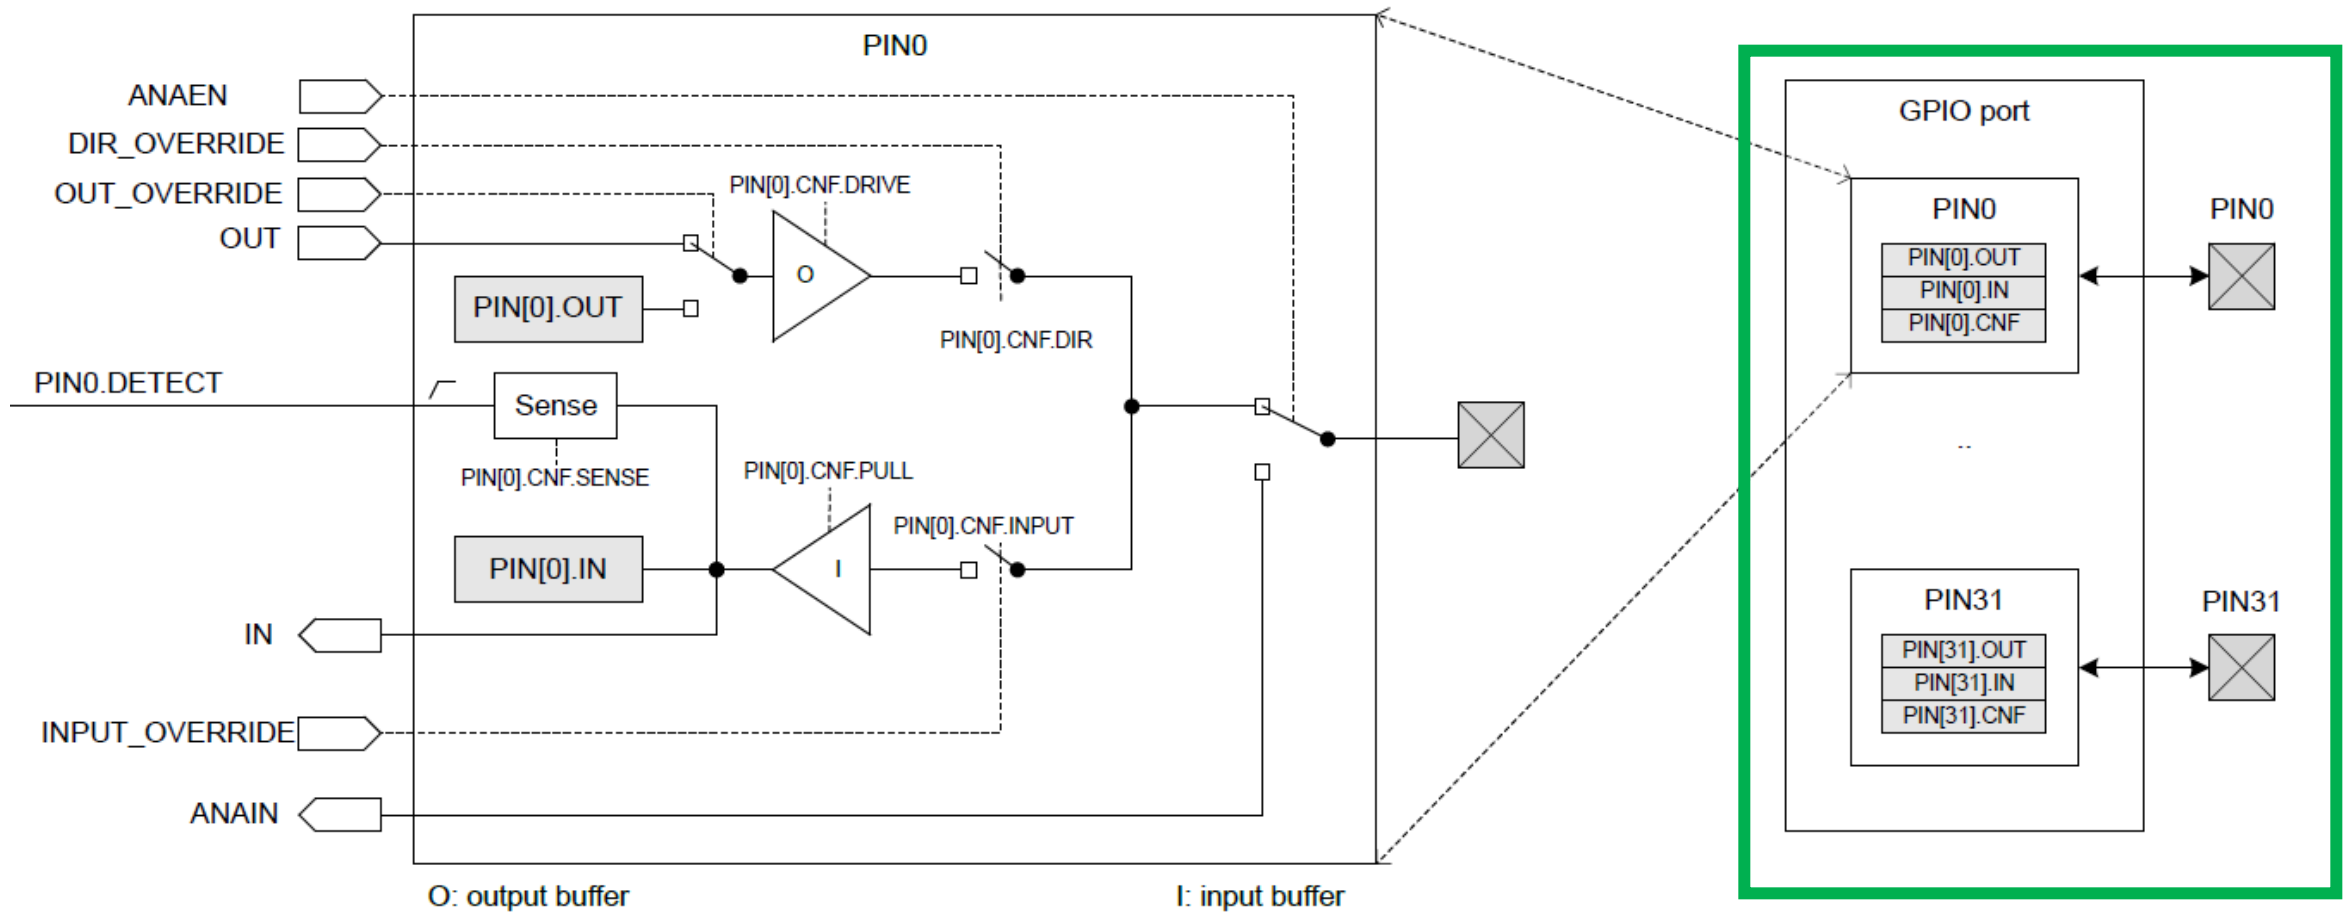 PIN0
ANAEN
DIR_OVERRIDE
OUT_OVERRIDE
OUT
PIN[0].CNF.DRIVE
O
PIN[0].OUT
PIN[0].CNF.DIR
PIN0.DETECT
Sense
PIN[0].CNF.SENSE
PIN[0].CNF.PULL
PIN[0].CNF.INPUT
PIN[0].IN
I
IN
INPUT_OVERRIDE
ANAIN
O: output buffer
I: input buffer
GPIO port
PIN0
PIN[0].OUT
PIN[0].IN
PIN[0].CNF
PIN0
..
PIN31
PIN[31].OUT
PIN[31].IN
PIN[31].CNF
PIN31